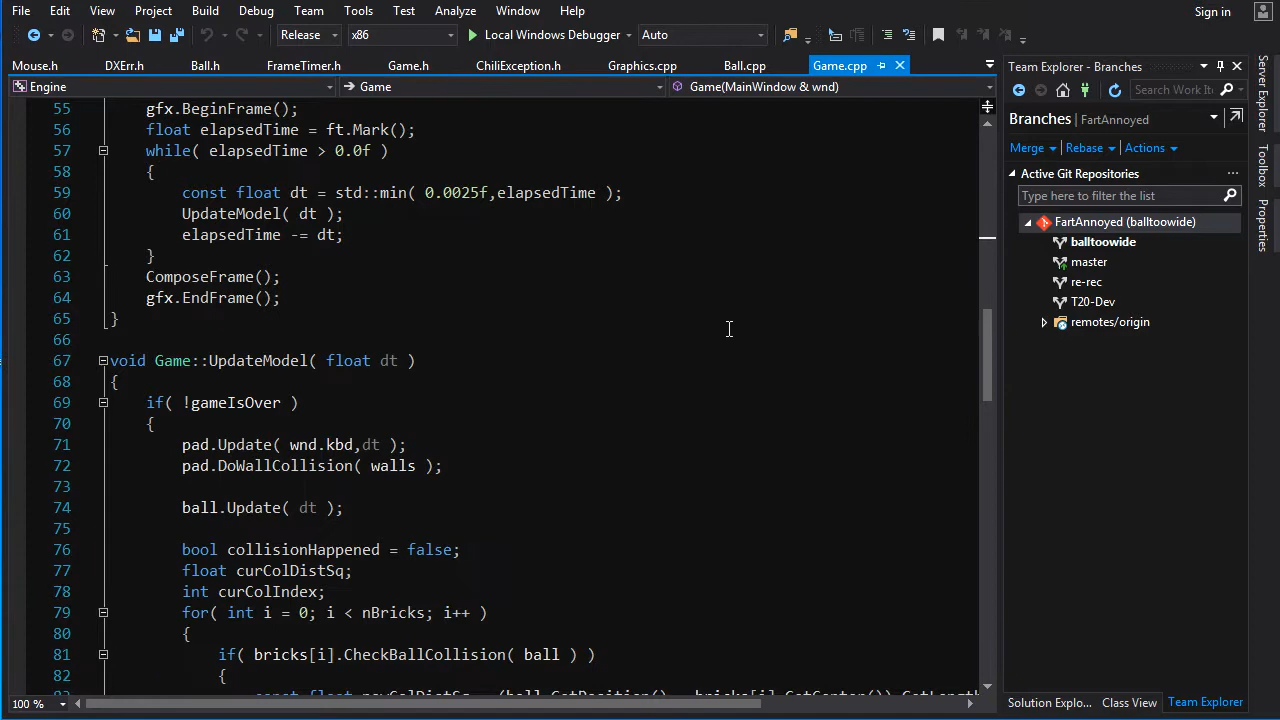 File Edit View Project Build Debug Team Tools Test Analyze Window Help Sign in
Release x86 Local Windows Debugger Auto
Mouse.h DXErr.h Ball.h FrameTimer.h Game.h ChiliException.h Graphics.cpp Ball.cpp Game.cpp
Engine Game Game(MainWindow & wnd)
55 gfx.BeginFrame();
56 float elapsedTime = ft.Mark();
57 while( elapsedTime > 0.0f )
58 {
59 const float dt = std::min( 0.0025f,elapsedTime );
60 UpdateModel( dt );
61 elapsedTime -= dt;
62 }
63 ComposeFrame();
64 gfx.EndFrame();
65 }
66
67 void Game::UpdateModel( float dt )
68 {
69 if( !gameIsOver )
70 {
71 pad.Update( wnd.kbd,dt );
72 pad.DoWallCollision( walls );
73
74 ball.Update( dt );
75
76 bool collisionHappened = false;
77 float curColDistSq;
78 int curColIndex;
79 for( int i = 0; i < nBricks; i++ )
80 {
81 if( bricks[i].CheckBallCollision( ball ) )
82 {
100 %
Team Explorer - Branches
Search Work Ite
Branches | FartAnnoyed
Merge Rebase Actions
Active Git Repositories ...
Type here to filter the list
FartAnnoyed (balltoowide)
balltoowide
master
re-rec
T20-Dev
remotes/origin
Solution Explo... Class View Team Explorer
Server Explorer
Toolbox
Properties